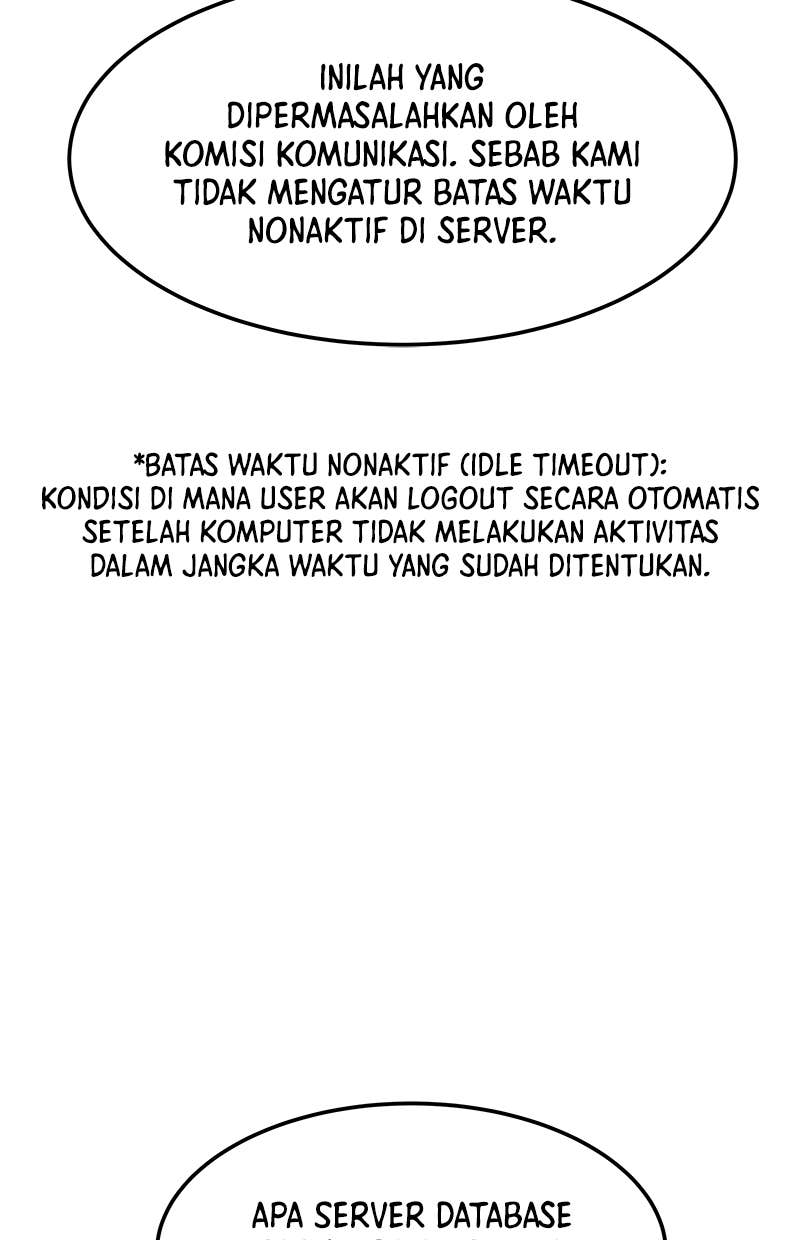 INILAH YANG
DIPERMASALAHKAN OLEH
KOMISI KOMUNIKASI. SEBAB KAMI
TIDAK MENGATUR BATAS WAKTU
NONAKTIF DI SERVER.
*BATAS WAKTU NONAKTIF (IDLE TIMEOUT):
KONDISI DI MANA USER AKAN LOGOUT SECARA OTOMATIS
SETELAH KOMPUTER TIDAK MELAKUKAN AKTIVITAS
DALAM JANGKA WAKTU YANG SUDAH DITENTUKAN.
APA SERVER DATABASE